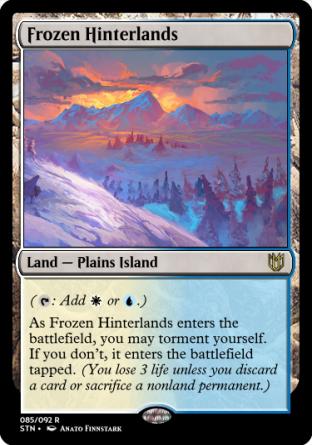 Frozen Hinterlands
Land — Plains Island
(: Add or .)
As Frozen Hinterlands enters the
battlefield, you may torment yourself.
If you don't, it enters the battlefield
tapped. (You lose 3 life unless you discard
a card or sacrifice a nonland permanent.)
085/092 R
STN • Anato Finnstark